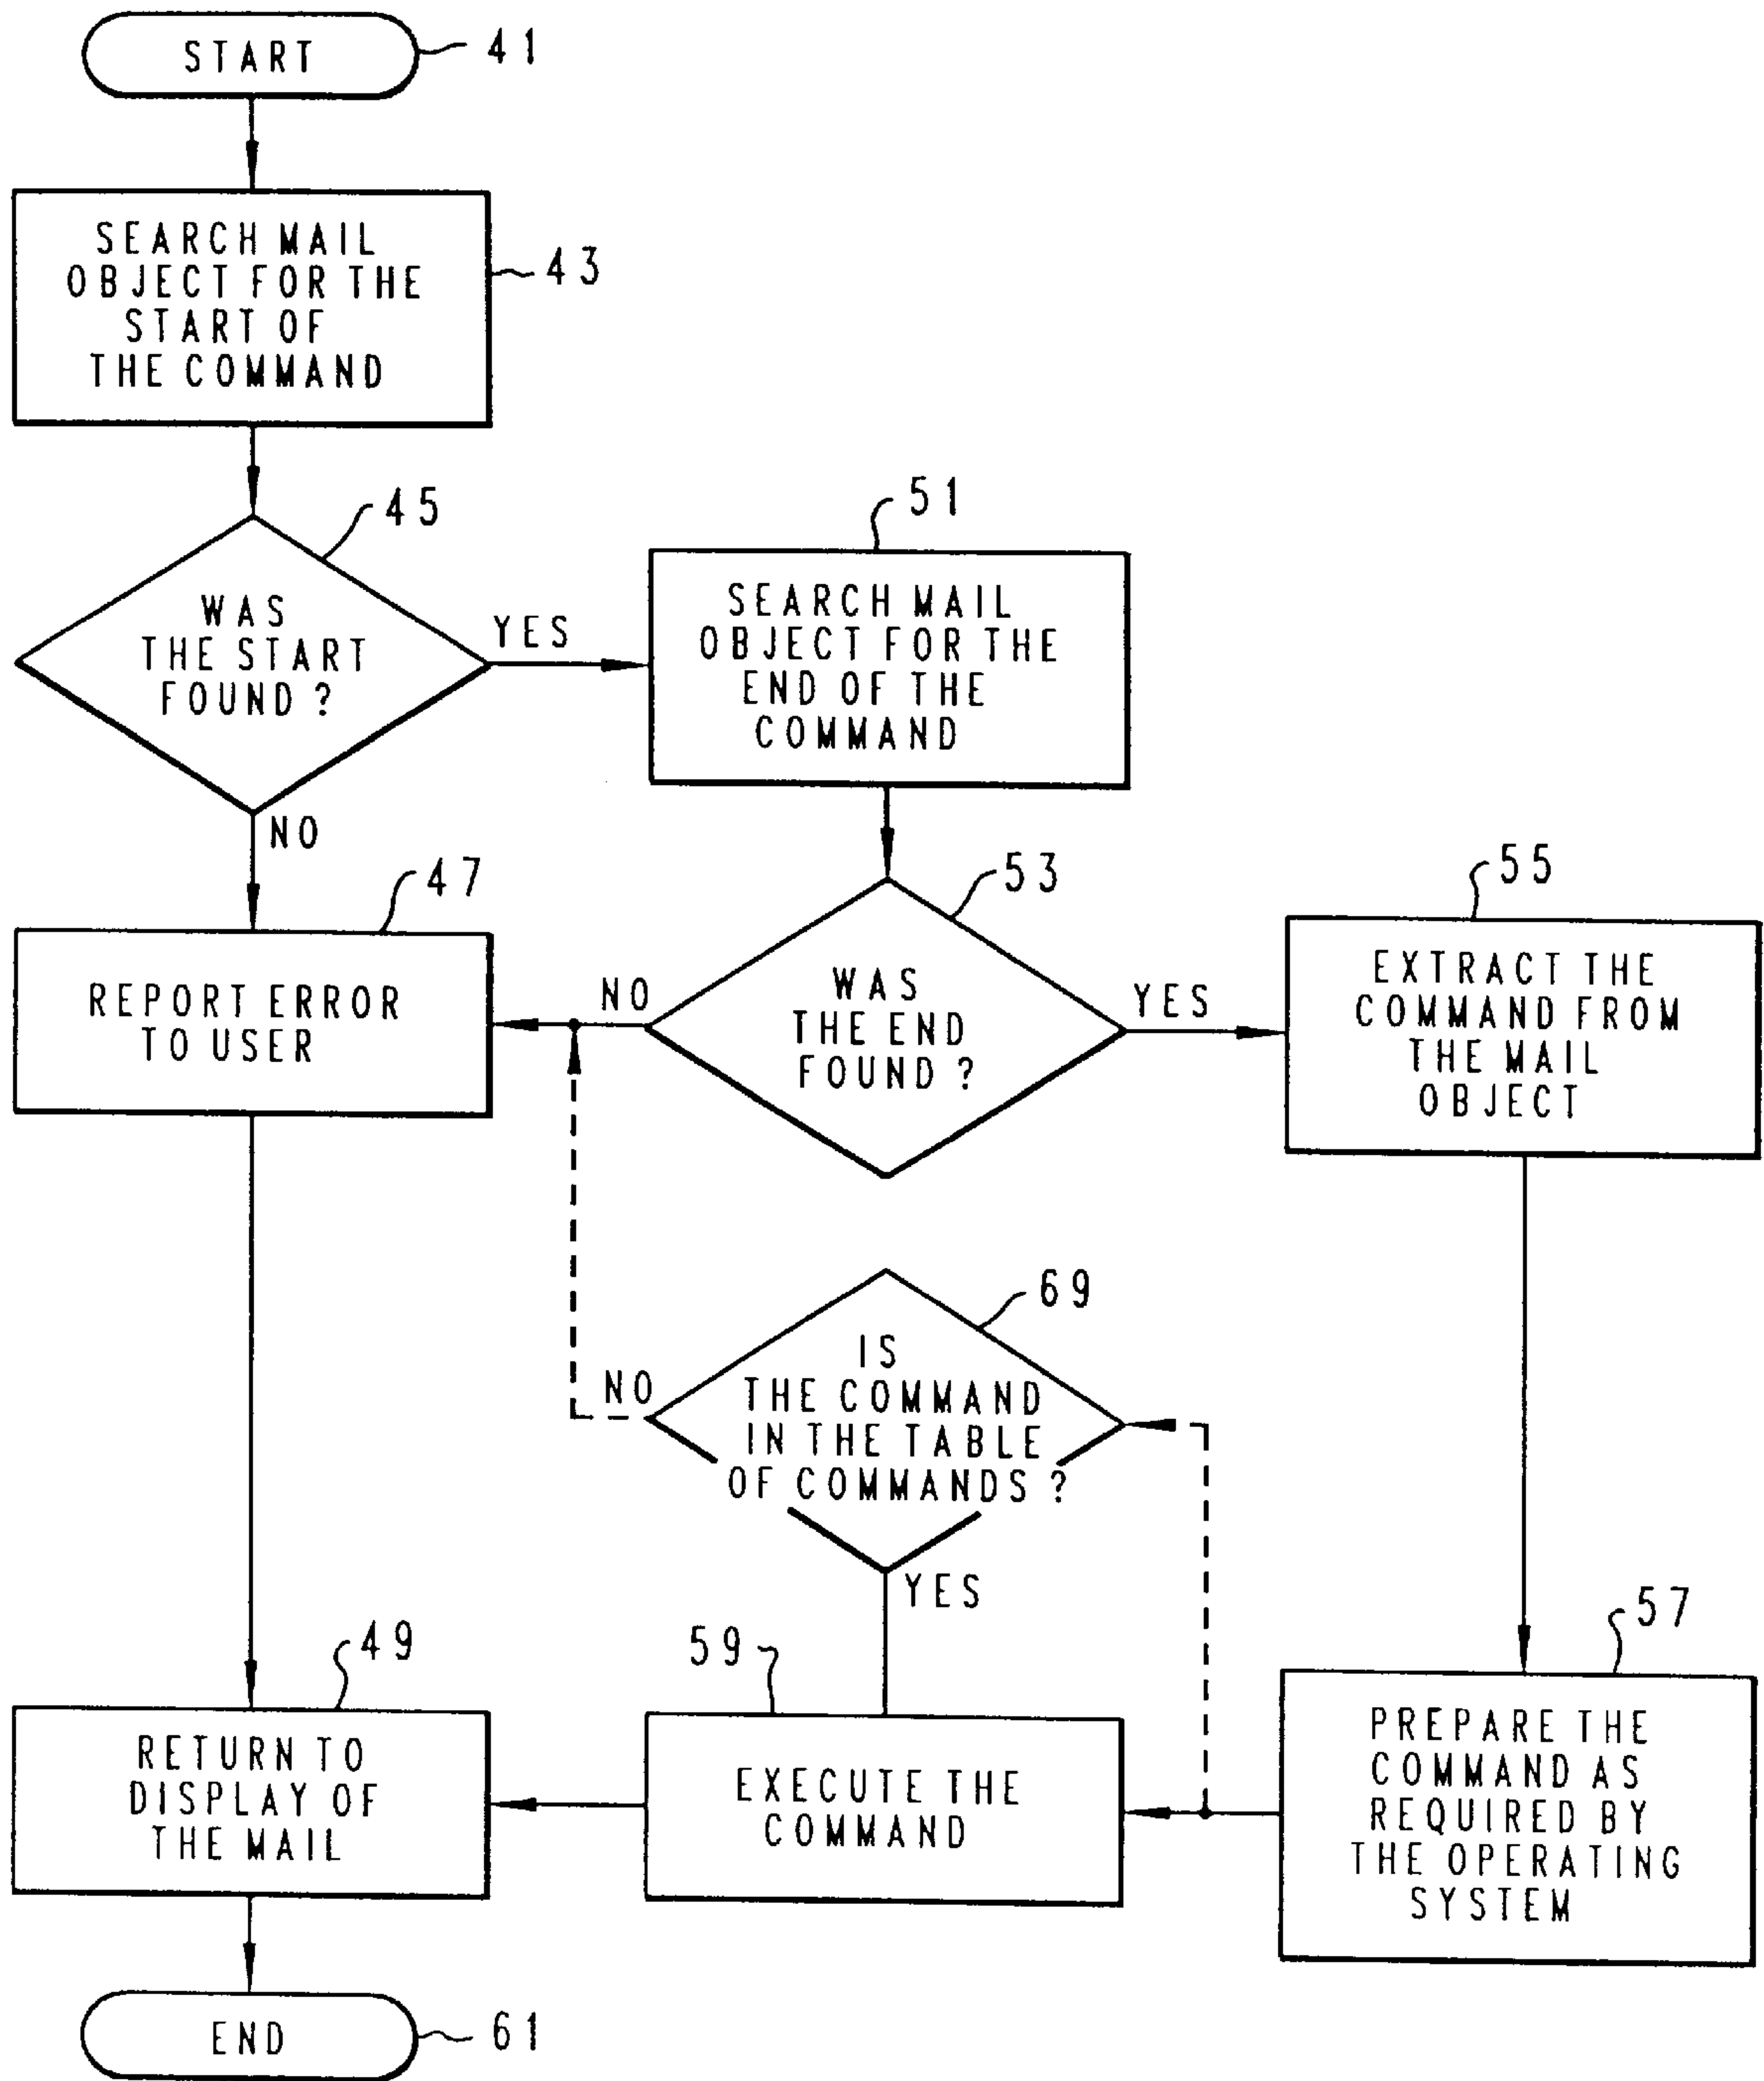 START
41
SEARCH MAIL
OBJECT FOR THE
START OF
THE COMMAND
43
45
WAS
THE START
FOUND ?
YES
NO
51
SEARCH MAIL
OBJECT FOR THE
END OF THE
COMMAND
47
REPORT ERROR
TO USER
53
WAS
THE END
FOUND ?
NO
YES
55
EXTRACT THE
COMMAND FROM
THE MAIL
OBJECT
69
IS
THE COMMAND
IN THE TABLE
OF COMMANDS ?
NO
YES
49
RETURN TO
DISPLAY OF
THE MAIL
59
EXECUTE THE
COMMAND
57
PREPARE THE
COMMAND AS
REQUIRED BY
THE OPERATING
SYSTEM
END
61